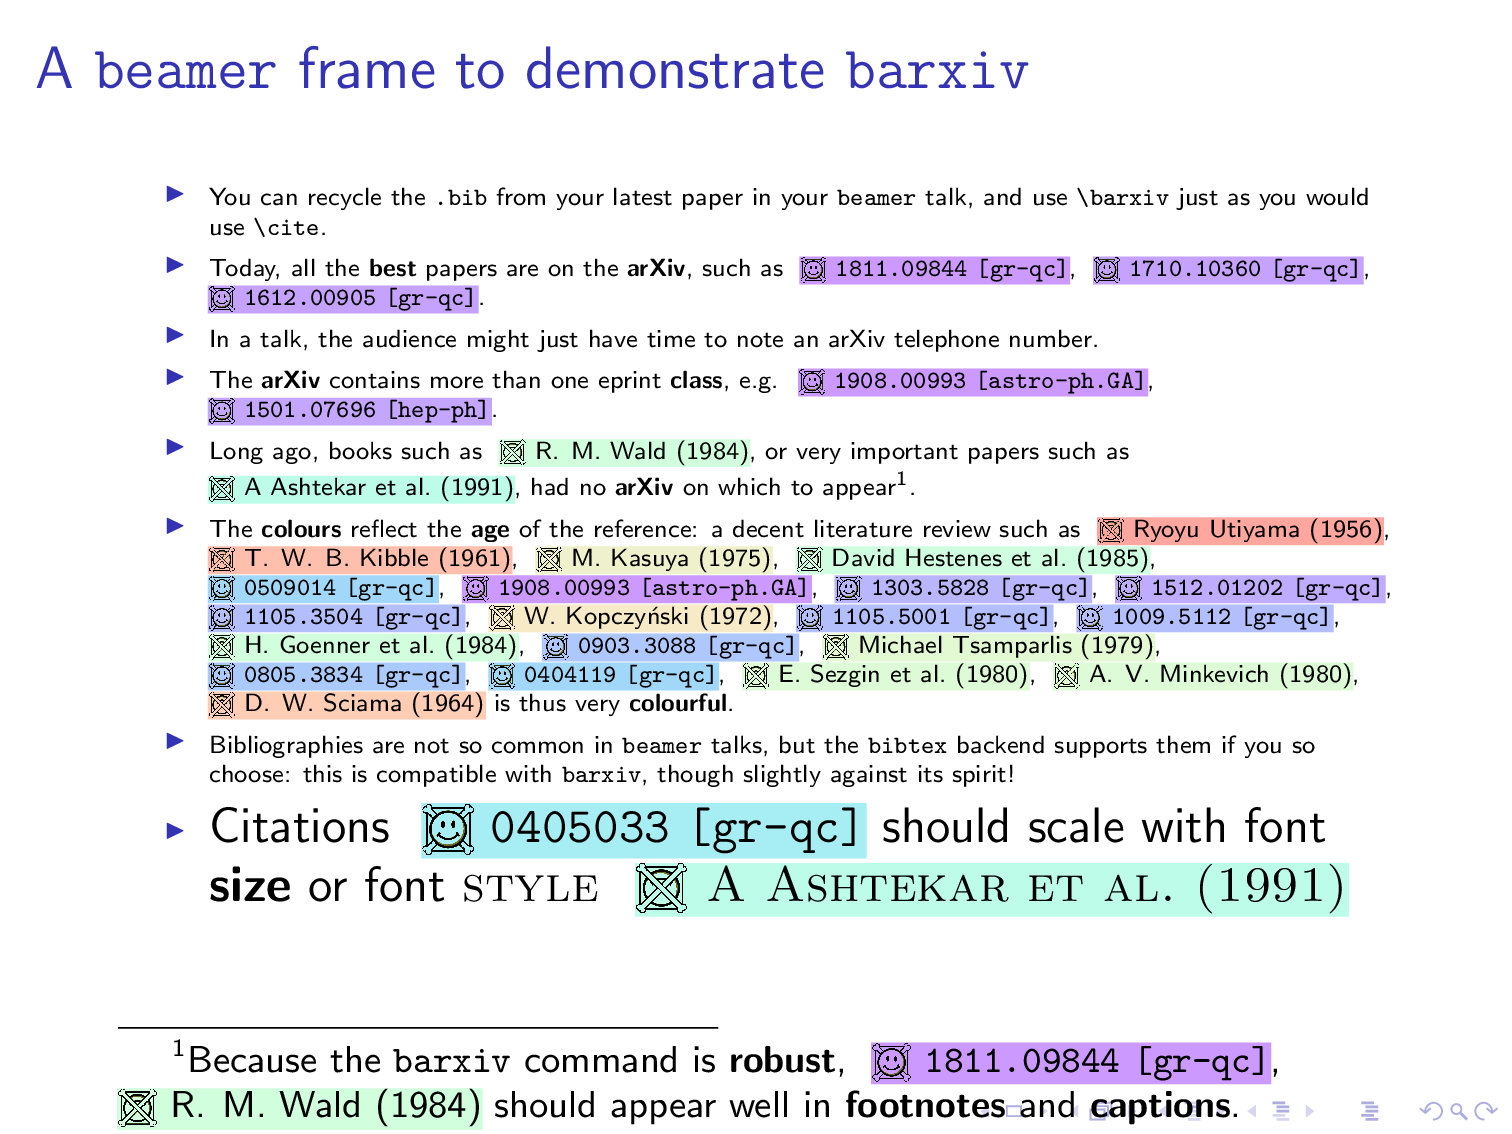 A beamer frame to demonstrate barxiv
You can recycle the .bib from your latest paper in your beamer talk, and use \barxiv just as you would
use \cite.
Today, all the best papers are on the arXiv, such as 1811.09844 [gr-qc], 1710.10360 [gr-qc],
1612.00905 [gr-qc].
In a talk, the audience might just have time to note an arXiv telephone number.
The arXiv contains more than one eprint class, e.g. 1908.00993 [astro-ph.GA],
1501.07696 [hep-ph].
Long ago, books such as R. M. Wald (1984), or very important papers such as
A Ashtekar et al. (1991), had no arXiv on which to appear1.
The colours reflect the age of the reference: a decent literature review such as Ryoyu Utiyama (1956),
T. W. B. Kibble (1961), M. Kasuya (1975), David Hestenes et al. (1985),
0509014 [gr-qc], 1908.00993 [astro-ph.GA], 1303.5828 [gr-qc], 1512.01202 [gr-qc],
1105.3504 [gr-qc], W. Kopczyński (1972), 1105.5001 [gr-qc], 1009.5112 [gr-qc],
H. Goenner et al. (1984), 0903.3088 [gr-qc], Michael Tsamparlis (1979),
0805.3834 [gr-qc], 0404119 [gr-qc], E. Sezgin et al. (1980), A. V. Minkevich (1980),
D. W. Sciama (1964) is thus very colourful.
Bibliographies are not so common in beamer talks, but the bibtex backend supports them if you so
choose: this is compatible with barxiv, though slightly against its spirit!
Citations 0405033 [gr-qc] should scale with font
size or font STYLE A ASHTEKAR ET AL. (1991)
1Because the barxiv command is robust, 1811.09844 [gr-qc],
R. M. Wald (1984) should appear well in footnotes and captions.